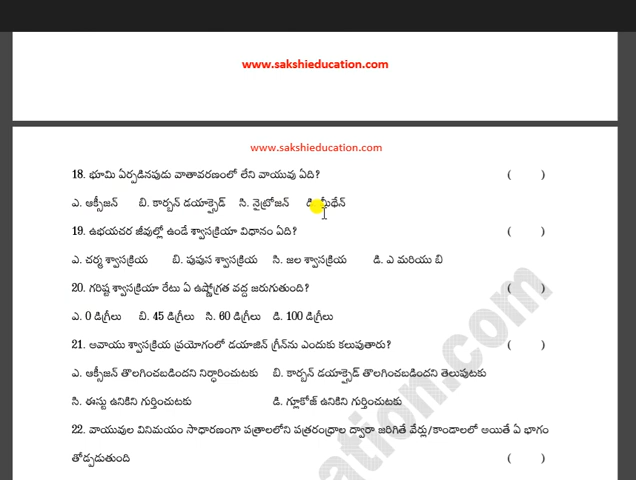 www.sakshieducation.com
www.sakshieducation.com
18. భూమి ఏర్పడినపుడు వాతావరణంలో లేని వాయువు ఏది? ( )
ఎ. ఆక్సీజన్ బి. కార్బన్ డయాక్సైడ్ సి. నైట్రోజన్ డి. మీథేన్
19. ఉభయచర జీవుల్లో ఉండే శ్వాసక్రియా విధానం ఏది? ( )
ఎ. చర్మ శ్వాసక్రియ బి. పుపుస శ్వాసక్రియ సి. జల శ్వాసక్రియ డి. ఎ మరియు బి
20. గరిష్ట శ్వాసక్రియా రేటు ఏ ఉష్ణోగ్రత వద్ద జరుగుతుంది? ( )
ఎ. 0 డిగ్రీలు బి. 45 డిగ్రీలు సి. 60 డిగ్రీలు డి. 100 డిగ్రీలు
21. అవాయు శ్వాసక్రియ ప్రయోగంలో డయాజిన్ గ్రీన్‌ను ఎందుకు కలుపుతారు? ( )
ఎ. ఆక్సీజన్ తొలగించబడిందని నిర్ధారించుటకు బి. కార్బన్ డయాక్సైడ్ తొలగించబడిందని తెలుపుటకు
సి. ఈస్టు ఉనికిని గుర్తించుటకు డి. గ్లూకోజ్ ఉనికిని గుర్తించుటకు
22. వాయువుల వినిమయం సాధారణంగా పత్రాలలోని పత్రరంధ్రాల ద్వారా జరిగితే వేర్లు/కాండాలలో అయితే ఏ భాగం
తోడ్పడుతుంది ( )
ation.com